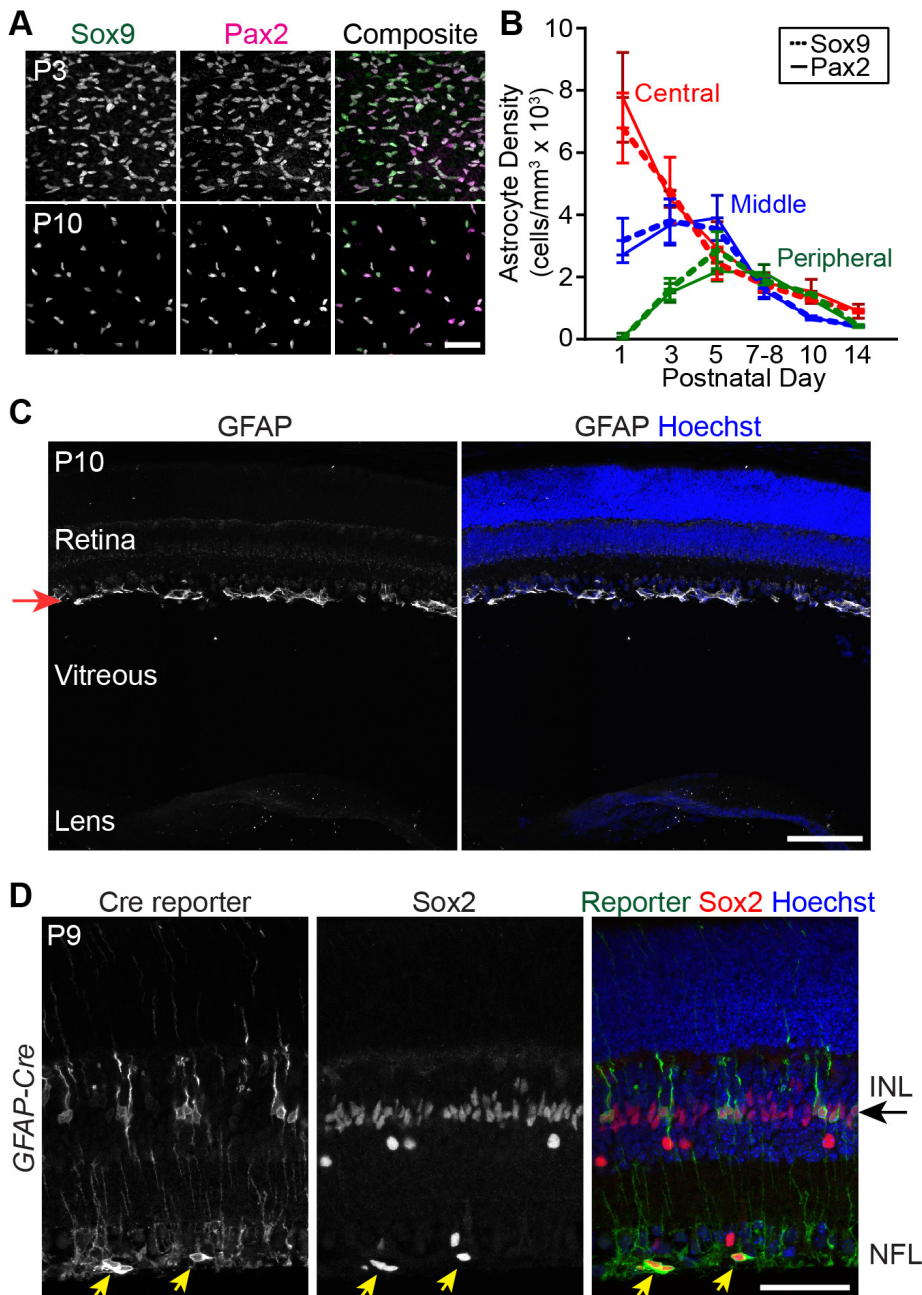 A
Sox9 Pax2 Composite
P3
P10
B
Astrocyte Density
(cells/mm³ x 10³)
10
8
6
4
2
0
Sox9
Pax2
Central
Middle
Peripheral
1 3 5 7-8 10 14
Postnatal Day
C
GFAP GFAP Hoechst
P10
Retina
Vitreous
Lens
D
Cre reporter Sox2 Reporter Sox2 Hoechst
P9
GFAP-Cre
INL
NFL